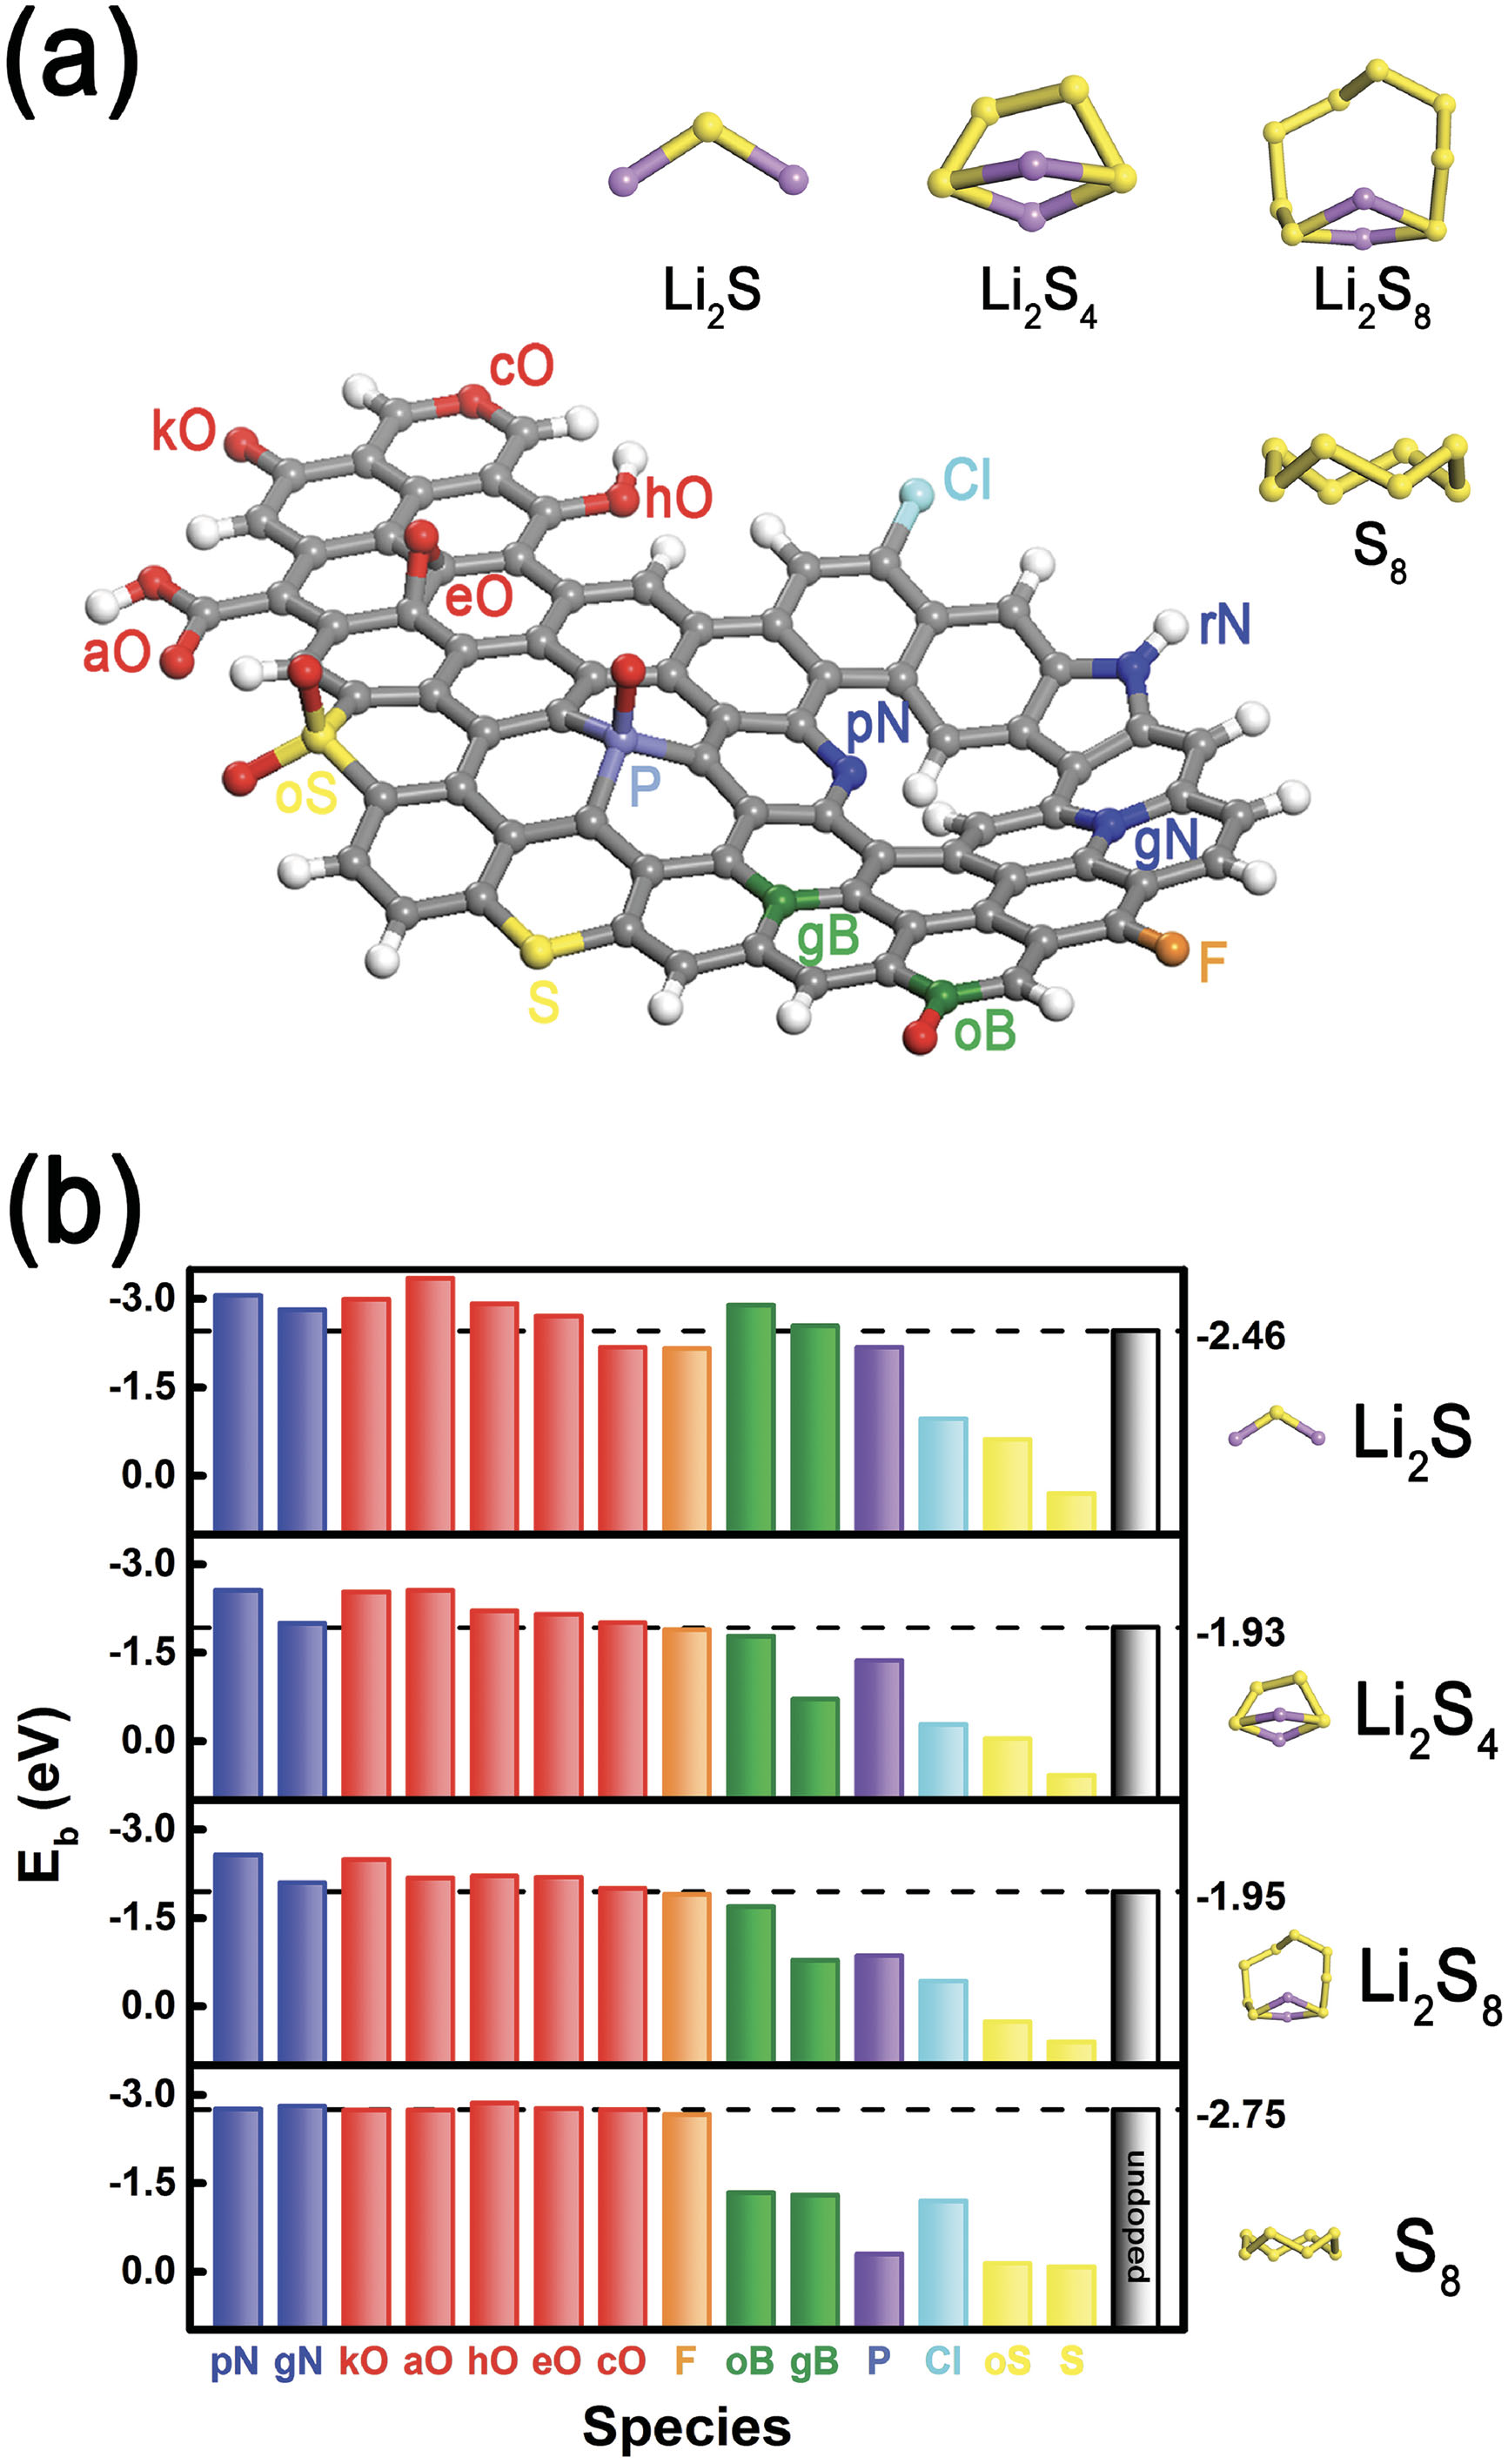 (a)
Li2S
Li2S4
Li2S8
S8
cO
kO
hO
Cl
eO
rN
aO
pN
oS
P
gN
gB
F
S
oB
(b)
-3.0
-1.5
0.0
-2.46
Li2S
-3.0
-1.5
0.0
-1.93
Li2S4
-3.0
-1.5
0.0
-1.95
Li2S8
-3.0
-1.5
0.0
-2.75
undoped
S8
Eb (eV)
pN gN kO aO hO eO cO F oB gB P Cl oS S
Species